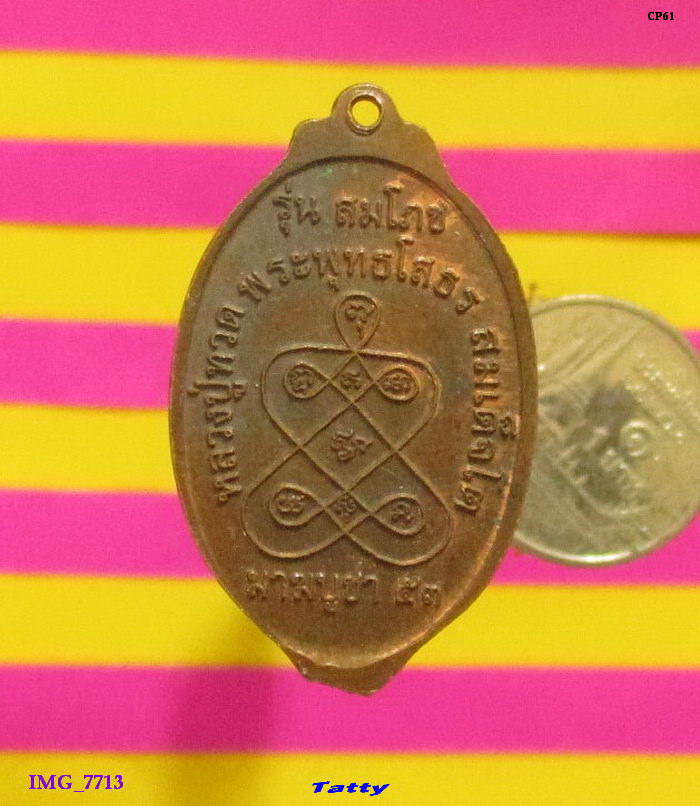 CP61
รุ่น สมโภช
หลวงปู่ทวด พระพุทธโสธร สมเด็จโต
มาฆบูชา ๕๓
๑
IMG_7713
Tatty